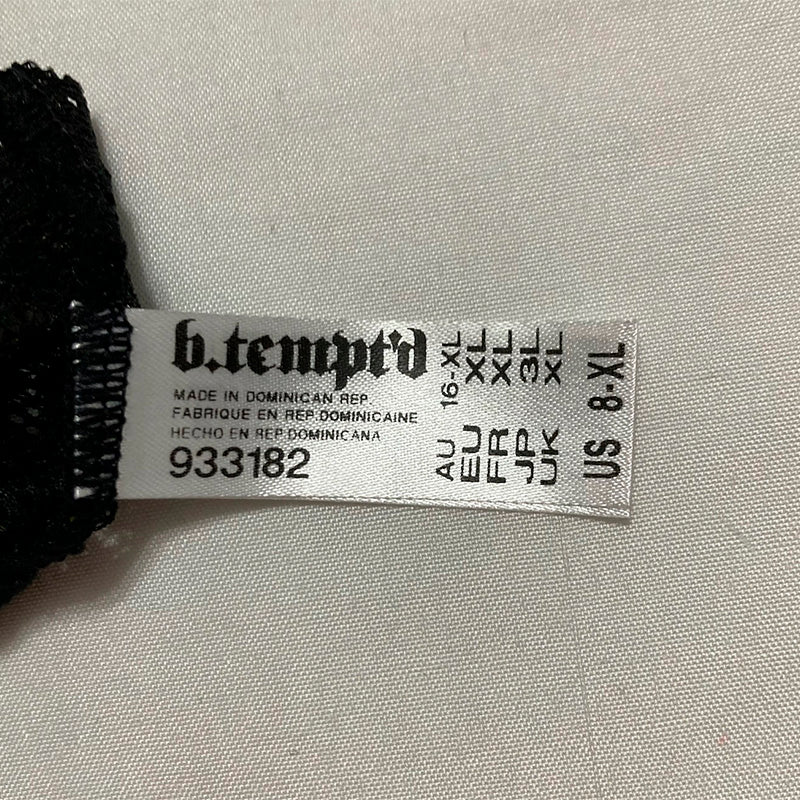 b.tempt'd
MADE IN DOMINICAN REP.
FABRIQUE EN REP.DOMINICAINE
HECHO EN REP.DOMINICANA
933182
AU 16-XL
EU XL
FR XL
JP 3L
UK XL
US 8-XL